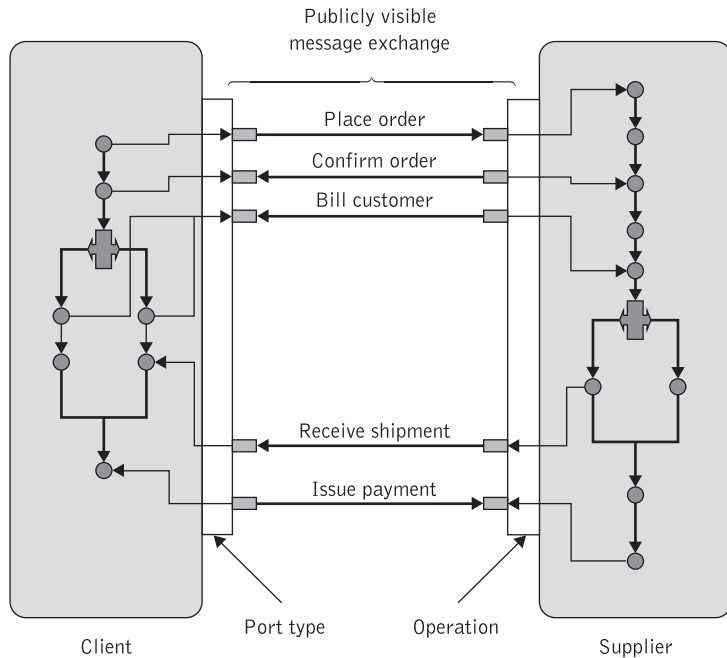 Publicly visible
message exchange
Place order
Confirm order
Bill customer
Receive shipment
Issue payment
Port type
Operation
Client
Supplier